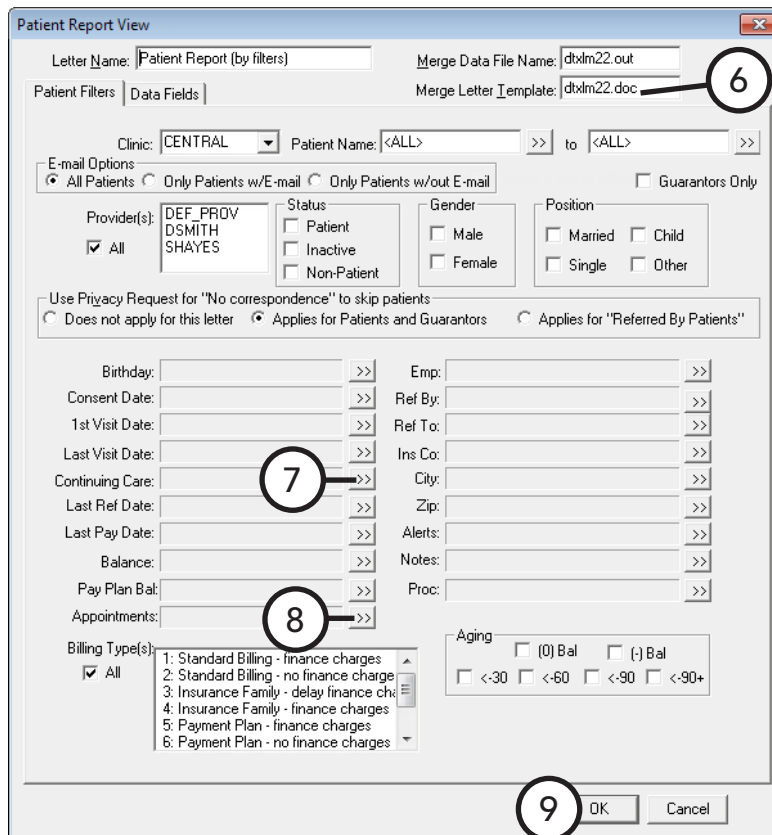 Patient Report View
Letter Name: Patient Report (by filters) Merge Data File Name: dtxlm22.out
Merge Letter Template: dtxlm22.doc
6
Patient Filters Data Fields
Clinic: CENTRAL Patient Name: <ALL> >> to <ALL> >>
E-mail Options
All Patients Only Patients w/E-mail Only Patients w/out E-mail Guarantors Only
Provider(s): DEF_PROV Status Gender Position
All DSMITH Patient Male Married Child
SHAYES Inactive Female Single Other
Non-Patient
Use Privacy Request for "No correspondence" to skip patients
Does not apply for this letter Applies for Patients and Guarantors Applies for "Referred By Patients"
Birthday: >> Emp: >>
Consent Date: >> Ref By: >>
1st Visit Date: >> Ref To: >>
Last Visit Date: >> Ins Co: >>
Continuing Care: 7 >> City: >>
Last Ref Date: >> Zip: >>
Last Pay Date: >> Alerts: >>
Balance: >> Notes: >>
Pay Plan Bal: >> Proc: >>
Appointments: 8 >>
Billing Type(s): Aging
All 1: Standard Billing - finance charges (0) Bal (-) Bal
2: Standard Billing - no finance charge <-30 <-60 <-90 <-90+
3: Insurance Family - delay finance cha
4: Insurance Family - finance charges
5: Payment Plan - finance charges
6: Payment Plan - no finance charges
9 OK Cancel